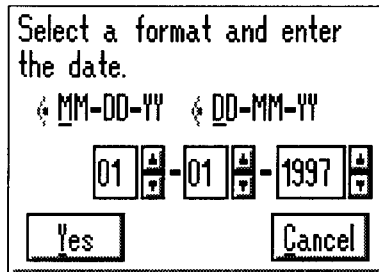 Select a format and enter
the date.
MM-DD-YY DD-MM-YY
01 - 01 - 1997
Yes Cancel